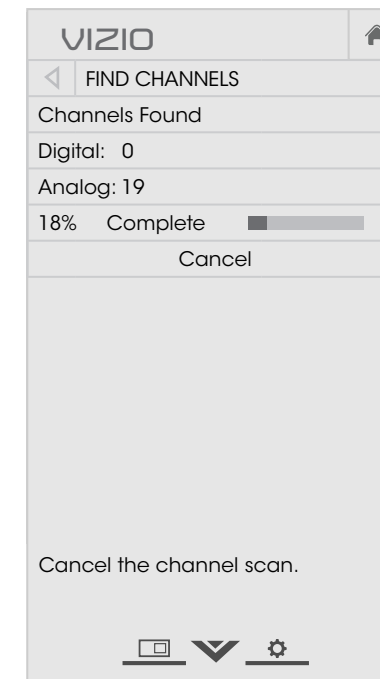 VIZIO
FIND CHANNELS
Channels Found
Digital: 0
Analog: 19
18% Complete
Cancel
Cancel the channel scan.